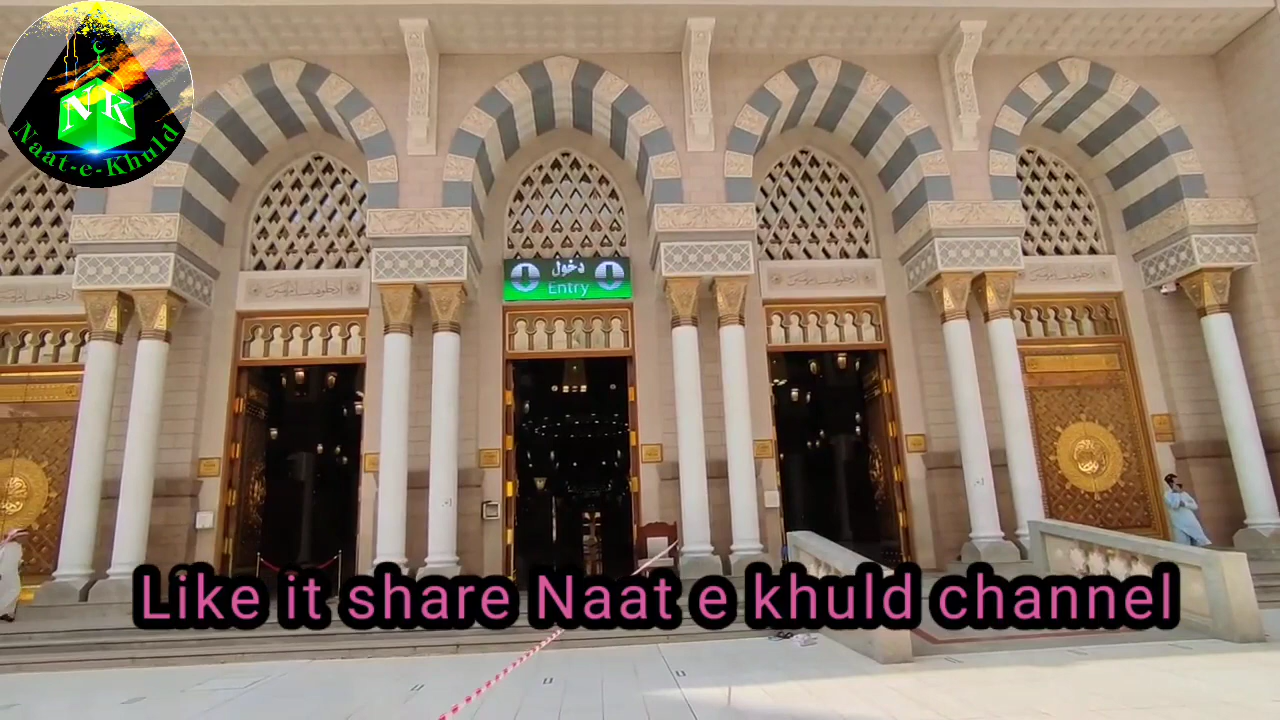 NK
Naat-e-Khuld
دخول
Entry
Like it share Naat e khuld channel